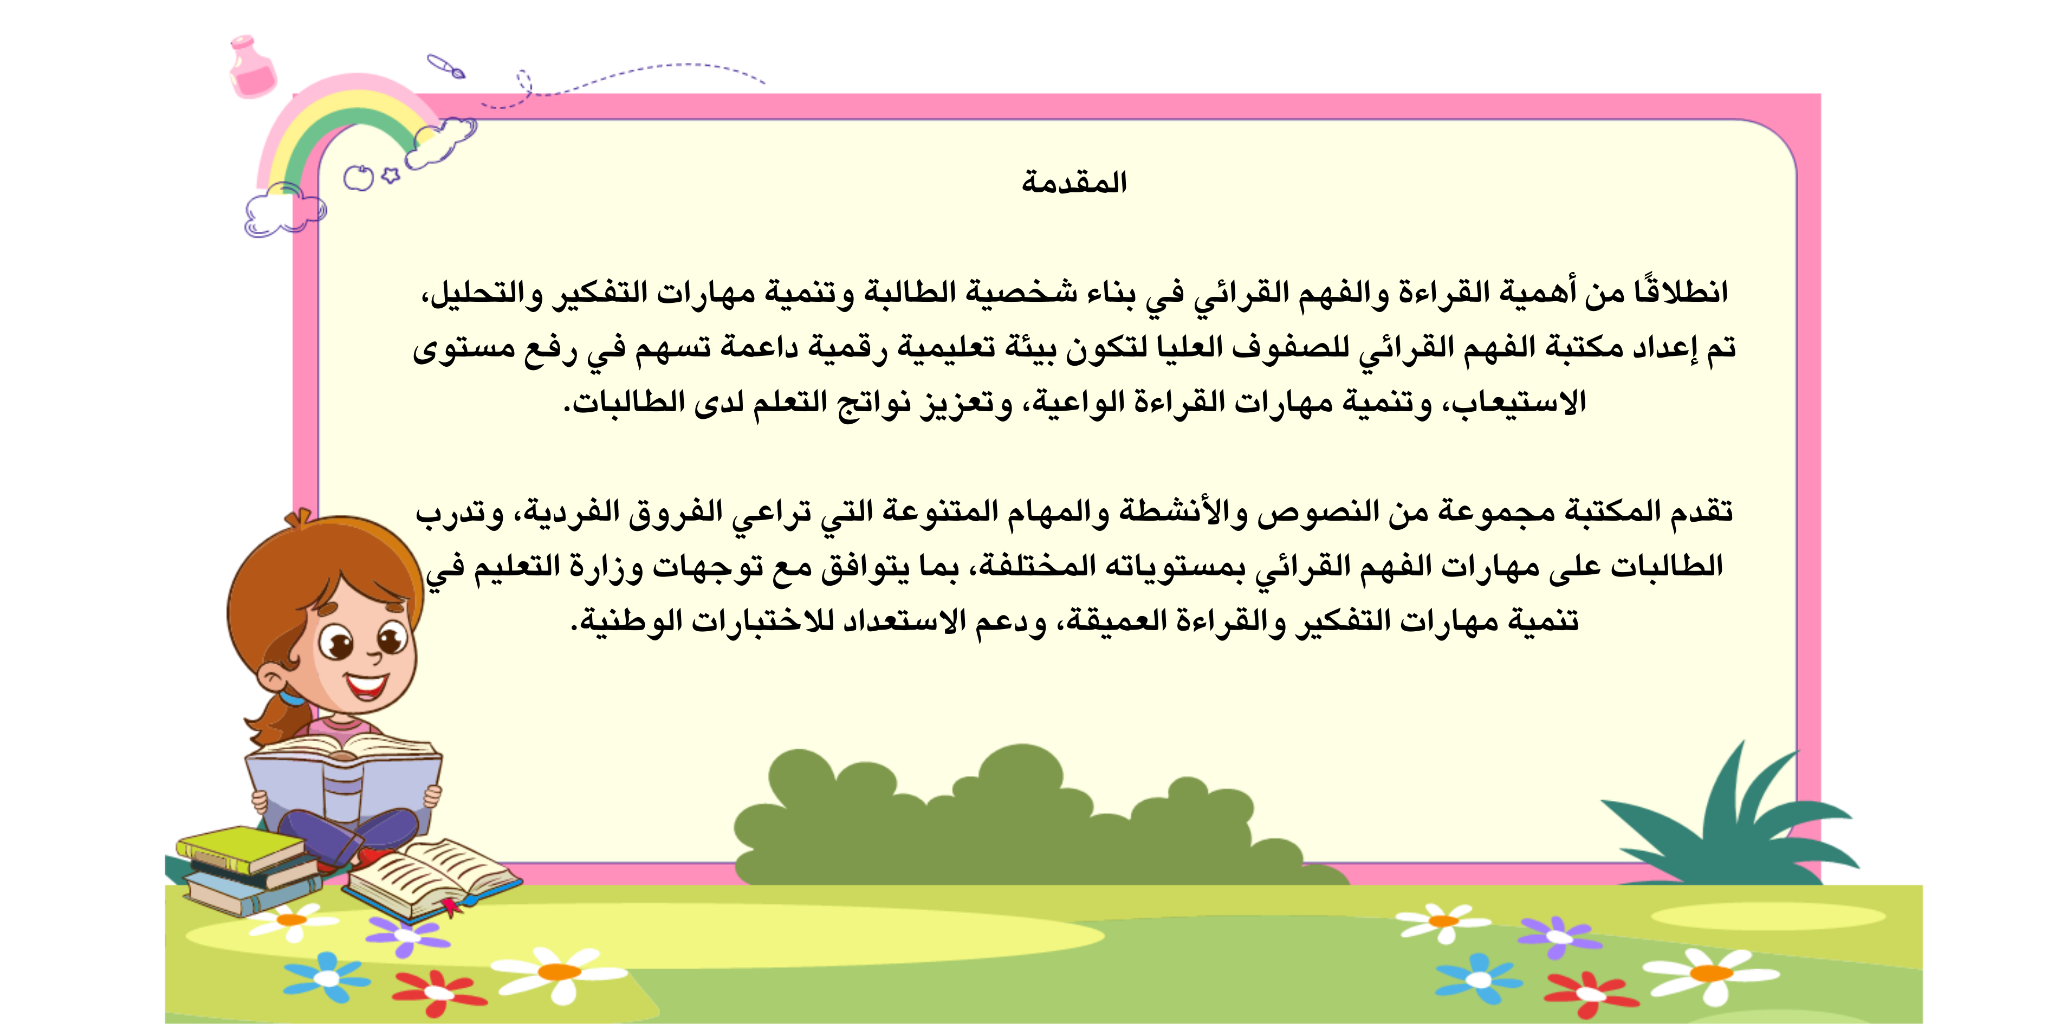 المقدمة
انطلاقًا من أهمية القراءة والفهم القرائي في بناء شخصية الطالبة وتنمية مهارات التفكير والتحليل،
تم إعداد مكتبة الفهم القرائي للصفوف العليا لتكون بيئة تعليمية رقمية داعمة تسهم في رفع مستوى
الاستيعاب، وتنمية مهارات القراءة الواعية، وتعزيز نواتج التعلم لدى الطالبات.
تقدم المكتبة مجموعة من النصوص والأنشطة والمهام المتنوعة التي تراعي الفروق الفردية، وتدرب
الطالبات على مهارات الفهم القرائي بمستوياته المختلفة، بما يتوافق مع توجهات وزارة التعليم في
تنمية مهارات التفكير والقراءة العميقة، ودعم الاستعداد للاختبارات الوطنية.